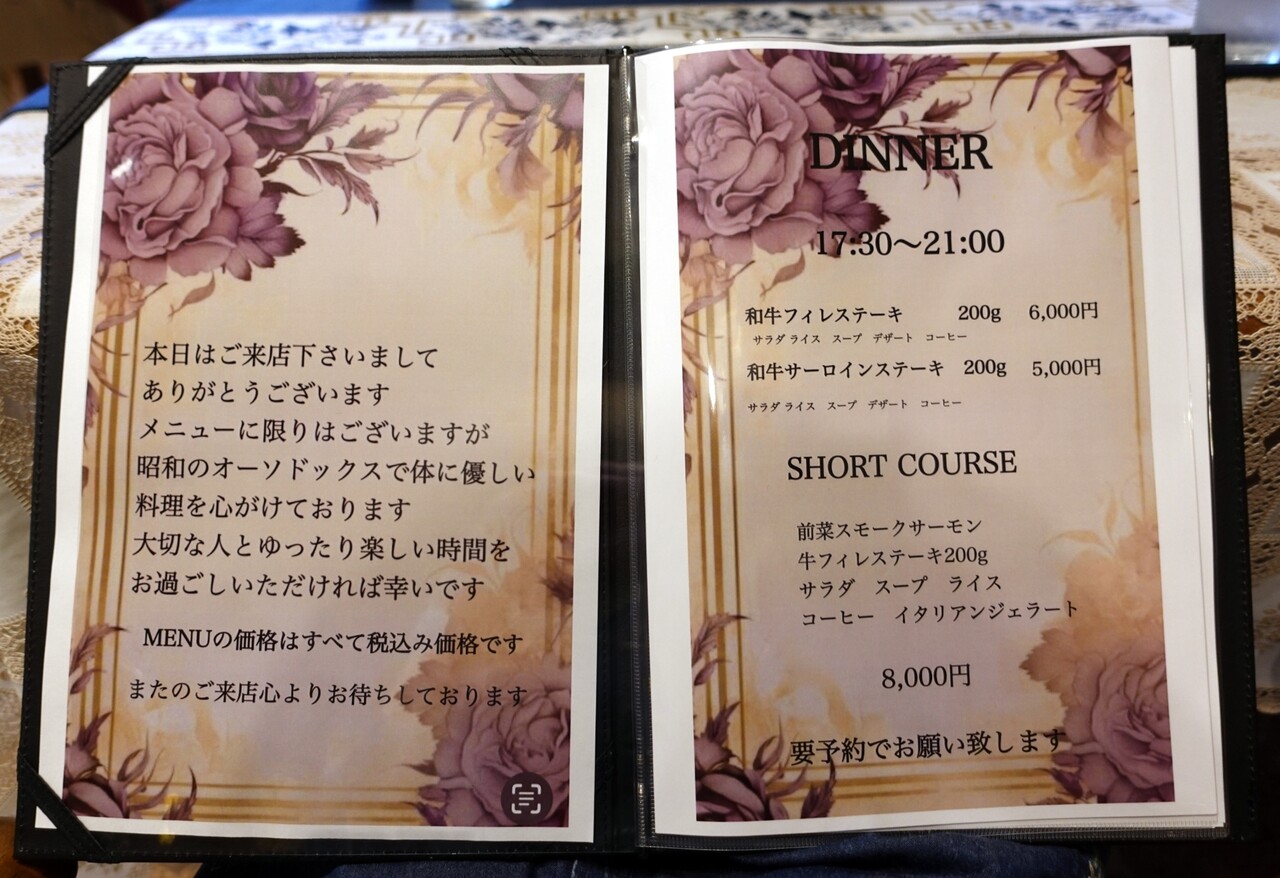 本日はご来店下さいまして
ありがとうございます
メニューに限りはございますが
昭和のオーソドックスで体に優しい
料理を心がけております
大切な人とゆったり楽しい時間を
お過ごしいただければ幸いです
MENUの価格はすべて税込み価格です
またのご来店心よりお待ちしております
DINNER
17:30〜21:00
和牛フィレステーキ 200g 6,000円
サラダ ライス スープ デザート コーヒー
和牛サーロインステーキ 200g 5,000円
サラダ ライス スープ デザート コーヒー
SHORT COURSE
前菜スモークサーモン
牛フィレステーキ200g
サラダ スープ ライス
コーヒー イタリアンジェラート
8,000円
要予約でお願い致します